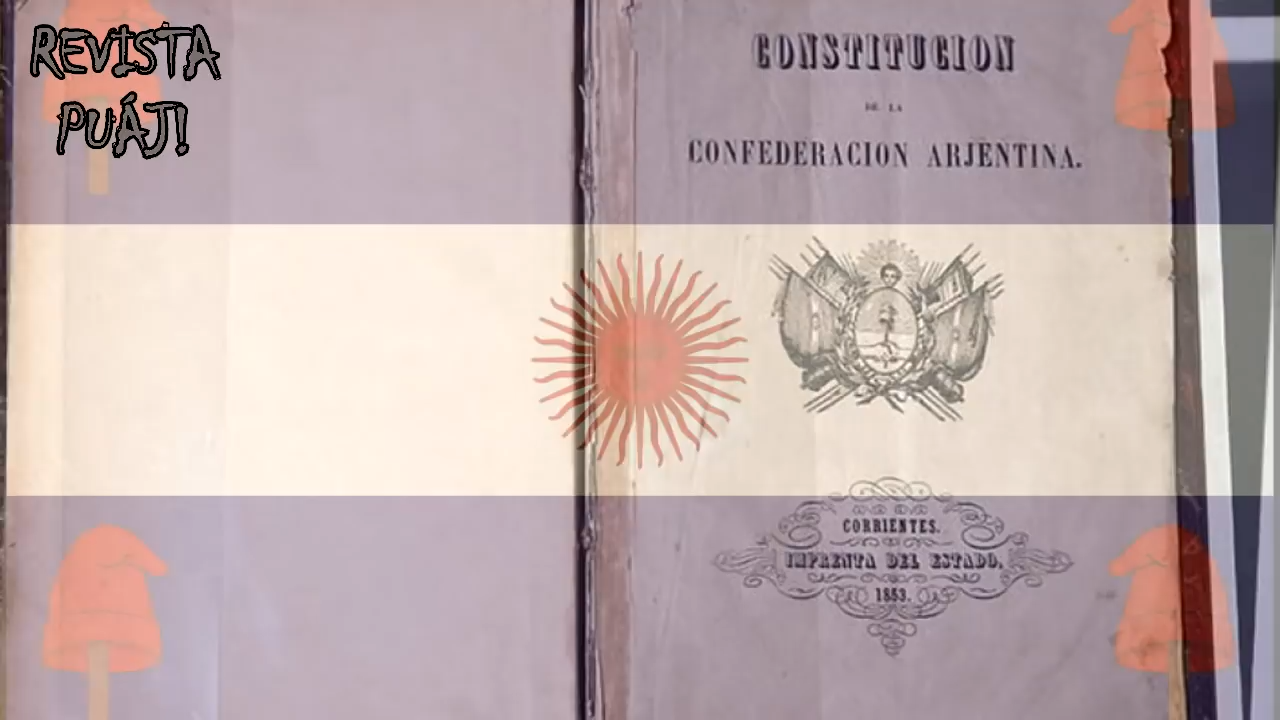 REVISTA
PUÁJ!
CONSTITUCION
DE LA
CONFEDERACION ARJENTINA.
CORRIENTES.
IMPRENTA DEL ESTADO.
1853.